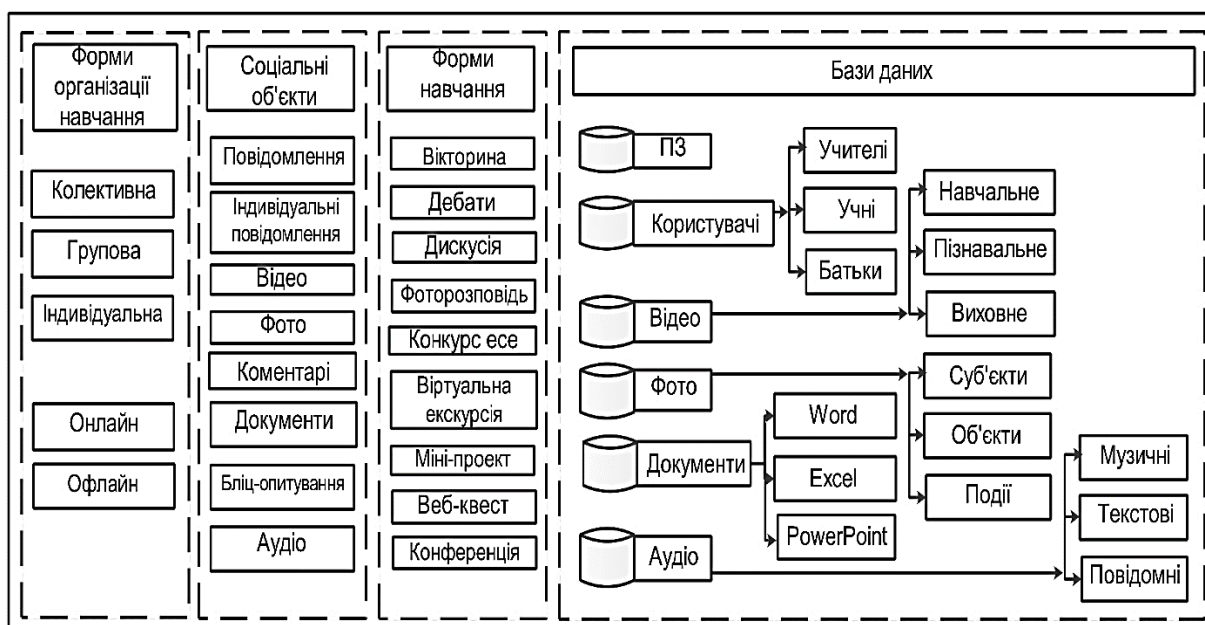 Форми
організації
навчання
Колективна
Групова
Індивідуальна
Онлайн
Офлайн
Соціальні
об'єкти
Повідомлення
Індивідуальні
повідомлення
Відео
Фото
Коментарі
Документи
Бліц-опитування
Аудіо
Форми
навчання
Вікторина
Дебати
Дискусія
Фоторозповідь
Конкурс есе
Віртуальна
екскурсія
Міні-проект
Веб-квест
Конференція
Бази даних
ПЗ
Користувачі
Учителі
Учні
Батьки
Відео
Навчальне
Пізнавальне
Виховне
Фото
Суб'єкти
Об'єкти
Події
Документи
Word
Excel
PowerPoint
Аудіо
Музичні
Текстові
Повідомні